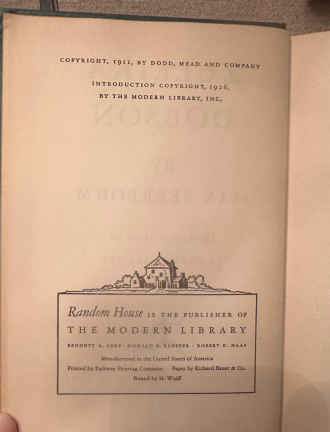 COPYRIGHT, 1911, BY DODD, MEAD AND COMPANY
INTRODUCTION COPYRIGHT, 1926,
BY THE MODERN LIBRARY, INC.
Random House IS THE PUBLISHER OF
THE MODERN LIBRARY
BENNETT A. CERF · DONALD S. KLOPFER · ROBERT K. HAAS
Manufactured in the United States of America
Printed by Parkway Printing Company Paper by Richard Bauer & Co.
Bound by H. Wolff